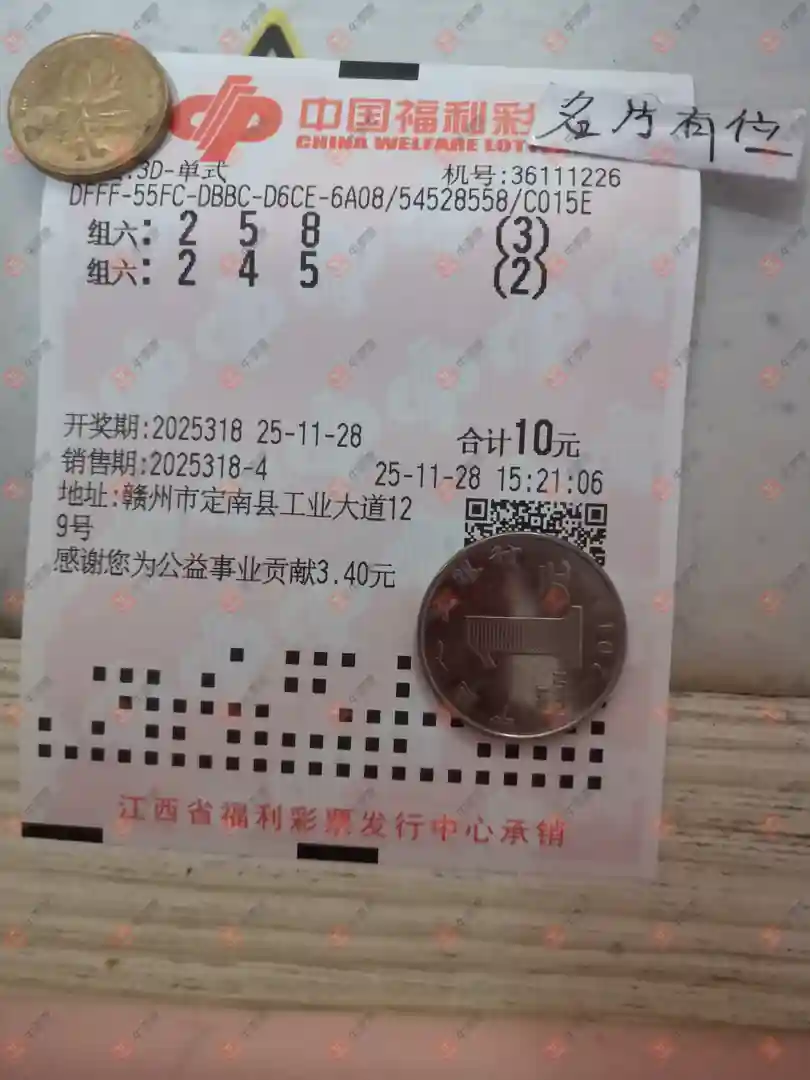 中国福利彩
CHINA WELFARE LOTT
名片有位
:3D-单式
机号:36111226
DFFF-55FC-DBBC-D6CE-6A08/54528558/C015E
组六: 2 5 8 (3)
组六: 2 4 5 (2)
开奖期:2025318 25-11-28
合计10元
销售期:2025318-4
25-11-28 15:21:06
地址:赣州市定南县工业大道12
9号
感谢您为公益事业贡献3.40元
1
元
江西省福利彩票发行中心承销